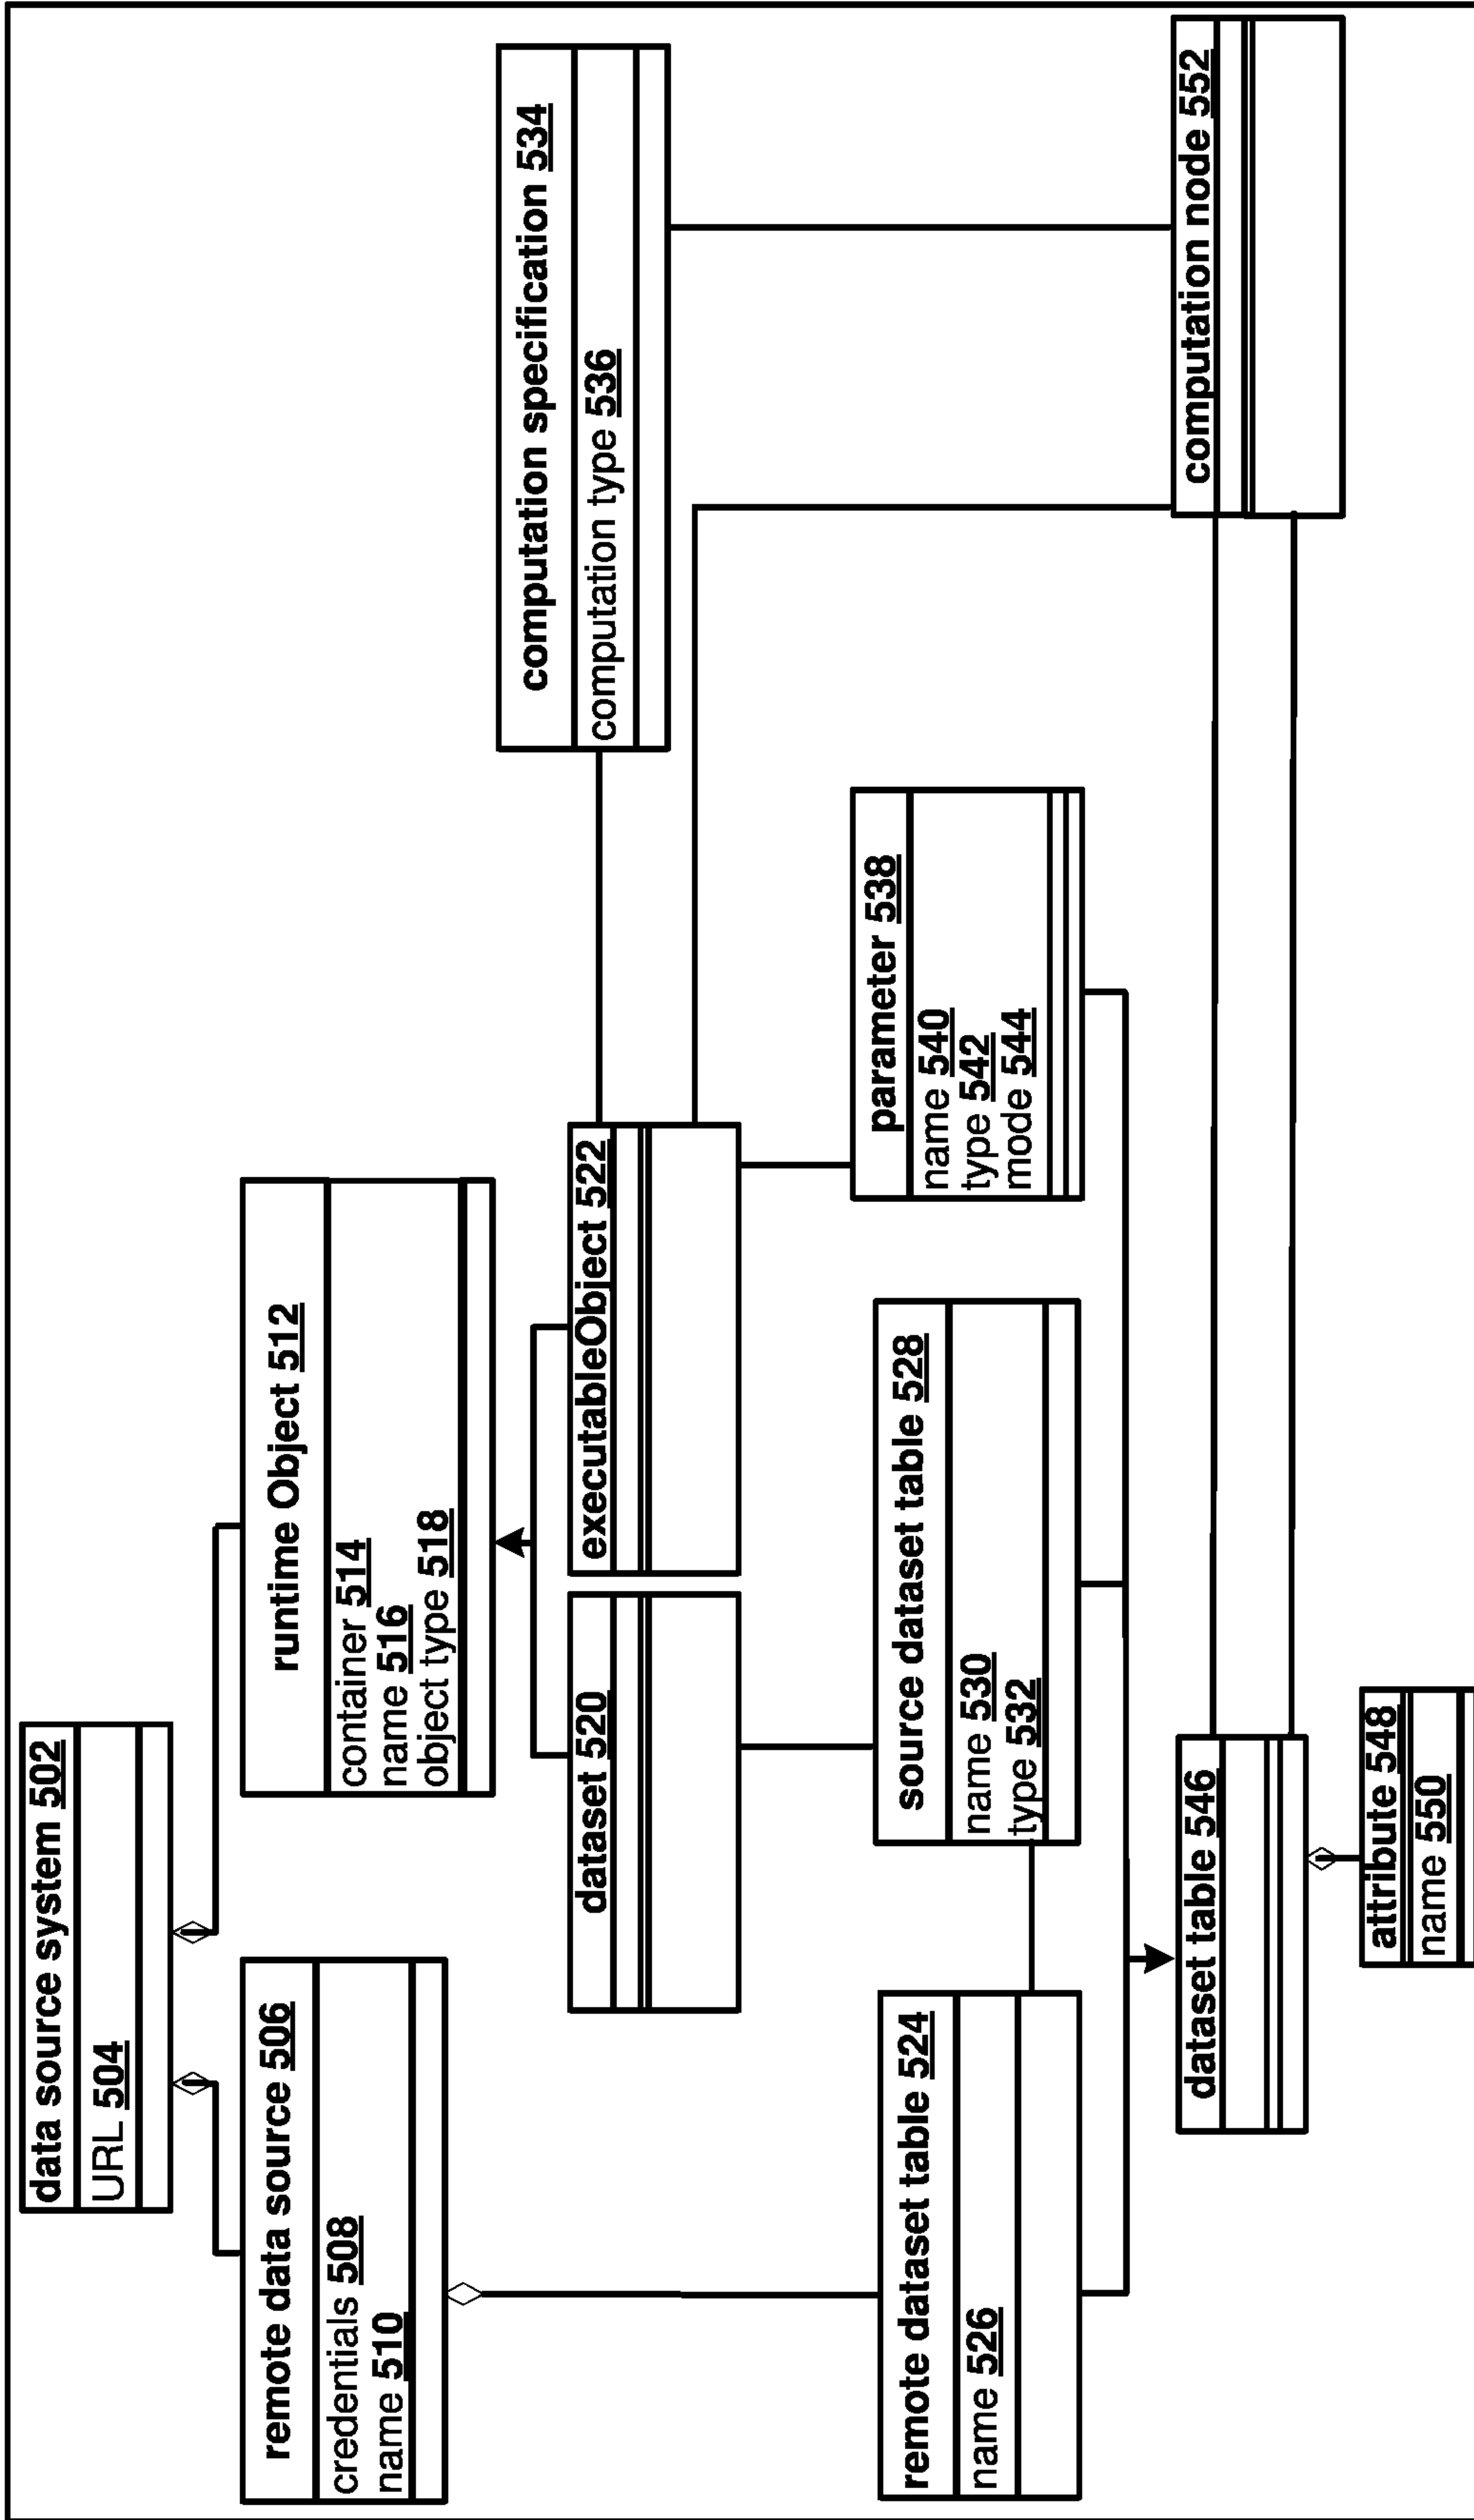 data source system 502
URL 504
remote data source 506
credentials 508
name 510
runtime Object 512
container 514
name 516
object type 518
dataset 520
executableObject 522
computation specification 534
computation type 536
remote dataset table 524
name 526
source dataset table 528
name 530
type 532
parameter 538
name 540
type 542
mode 544
dataset table 546
computation node 552
attribute 548
name 550